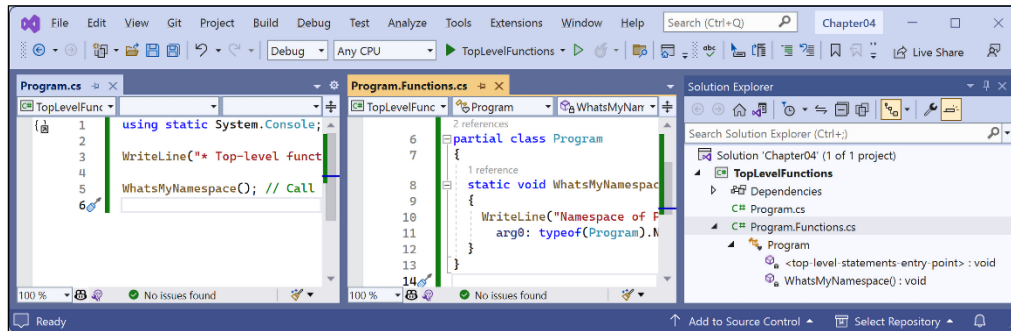 File Edit View Git Project Build Debug Test Analyze Tools Extensions Window Help Search (Ctrl+Q) Chapter04
Debug Any CPU TopLevelFunctions Live Share
Program.cs
TopLevelFunc
1 using static System.Console;
2
3 WriteLine("* Top-level funct
4
5 WhatsMyNamespace(); // Call
6
100 % No issues found
Program.Functions.cs
TopLevelFunc Program WhatsMyNam
2 references
6 partial class Program
7 {
1 reference
8 static void WhatsMyNamespac
9 {
10 WriteLine("Namespace of P
11 arg0: typeof(Program).N
12 }
13 }
14
100 % No issues found
Solution Explorer
Search Solution Explorer (Ctrl+;)
Solution 'Chapter04' (1 of 1 project)
C# TopLevelFunctions
Dependencies
C# Program.cs
C# Program.Functions.cs
Program
<top-level-statements-entry-point> : void
WhatsMyNamespace() : void
Ready Add to Source Control Select Repository